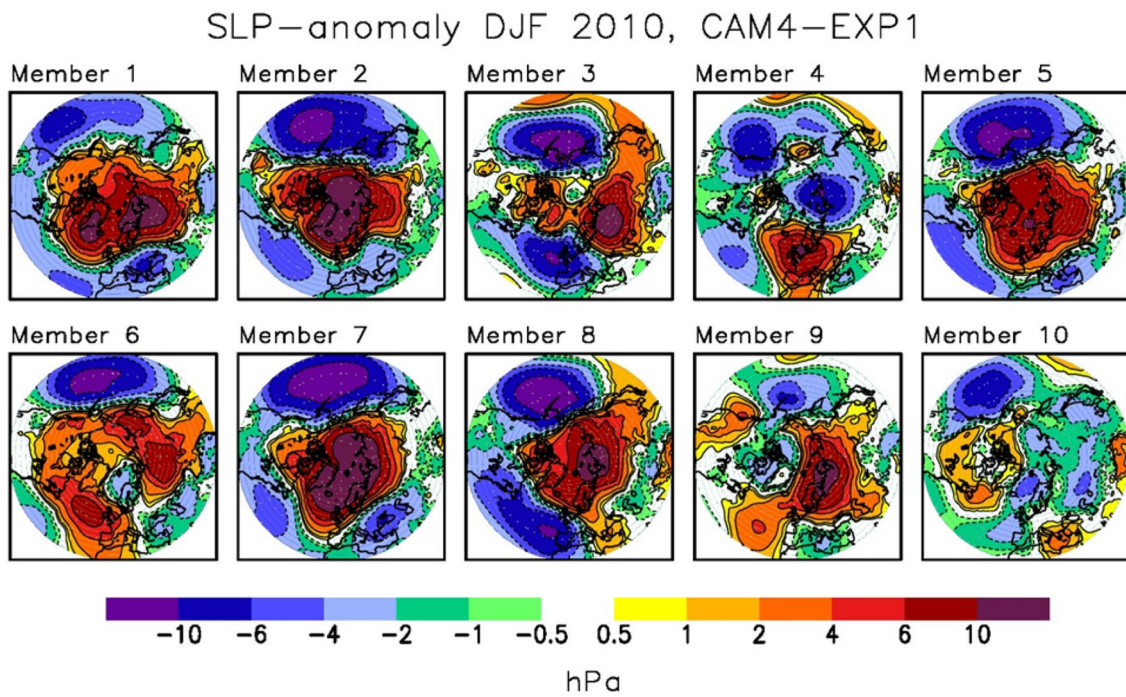 SLP-anomaly DJF 2010, CAM4-EXP1
Member 1 Member 2 Member 3 Member 4 Member 5
Member 6 Member 7 Member 8 Member 9 Member 10
-10 -6 -4 -2 -1 -0.5 0.5 1 2 4 6 10
hPa